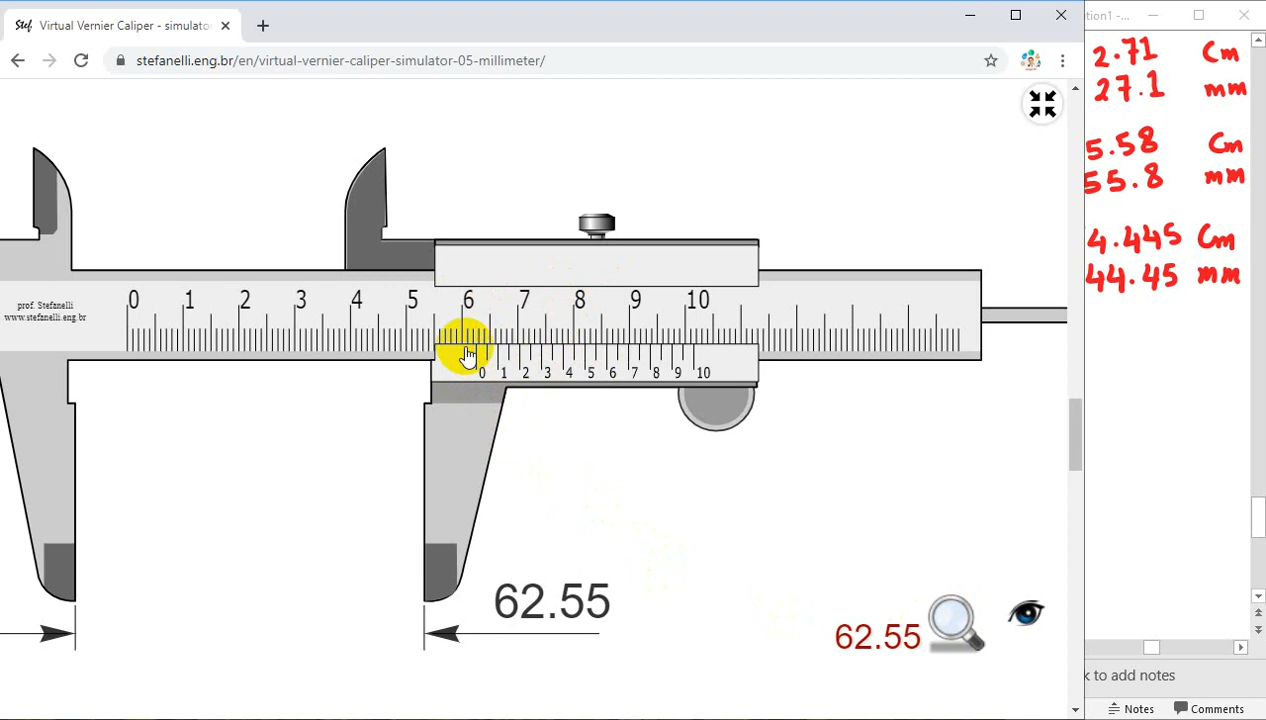 Stef Virtual Vernier Caliper - simulato
stefanelli.eng.br/en/virtual-vernier-caliper-simulator-05-millimeter/
ation1 -...
2.71 Cm
27.1 mm
5.58 Cm
55.8 mm
4.445 Cm
44.45 mm
prof. Stefanelli
www.stefanelli.eng.br
0 1 2 3 4 5 6 7 8 9 10
0 1 2 3 4 5 6 7 8 9 10
62.55
62.55
k to add notes
Notes Comments